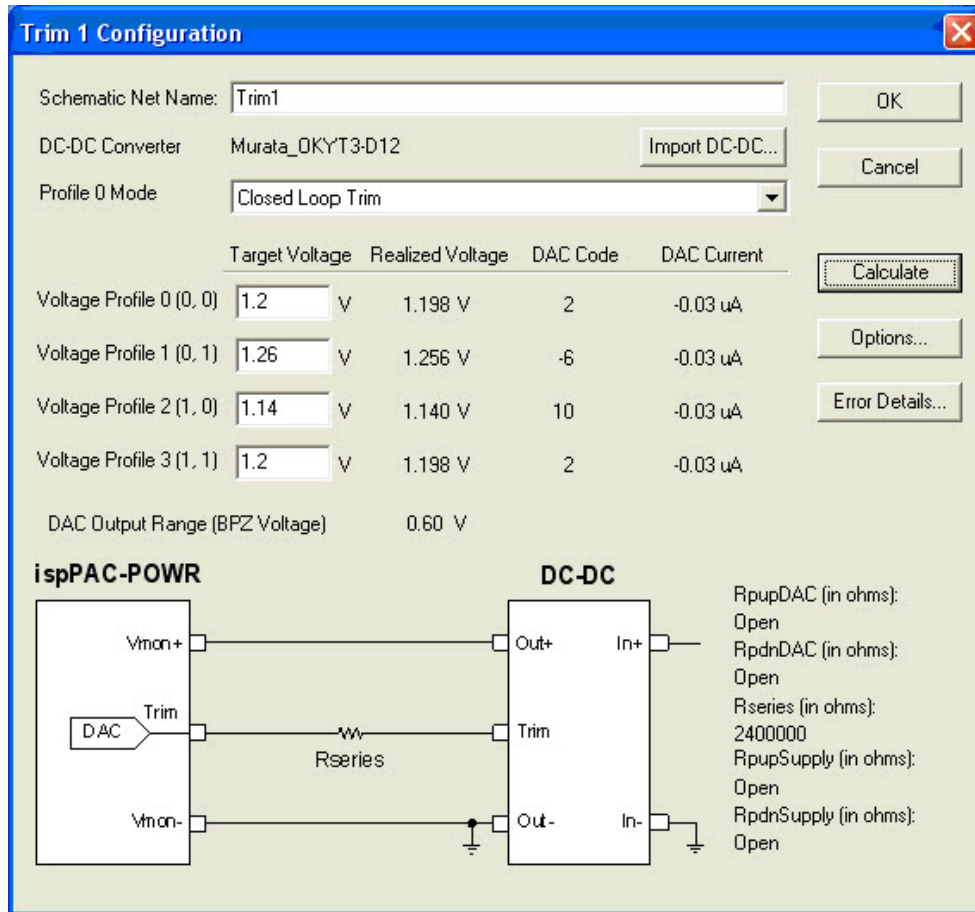 Trim 1 Configuration
Schematic Net Name: Trim1
OK
DC-DC Converter Murata_OKYT3-D12 Import DC-DC...
Cancel
Profile 0 Mode Closed Loop Trim
Target Voltage Realized Voltage DAC Code DAC Current
Calculate
Voltage Profile 0 (0, 0) 1.2 V 1.198 V 2 -0.03 uA
Options...
Voltage Profile 1 (0, 1) 1.26 V 1.256 V -6 -0.03 uA
Error Details...
Voltage Profile 2 (1, 0) 1.14 V 1.140 V 10 -0.03 uA
Voltage Profile 3 (1, 1) 1.2 V 1.198 V 2 -0.03 uA
DAC Output Range (BPZ Voltage) 0.60 V
ispPAC-POWR
DC-DC
Vmon+
Out+ In+
Trim
DAC
Rseries
Trim
Vmon-
Out- In-
RpupDAC (in ohms):
Open
RpdnDAC (in ohms):
Open
Rseries (in ohms):
2400000
RpupSupply (in ohms):
Open
RpdnSupply (in ohms):
Open